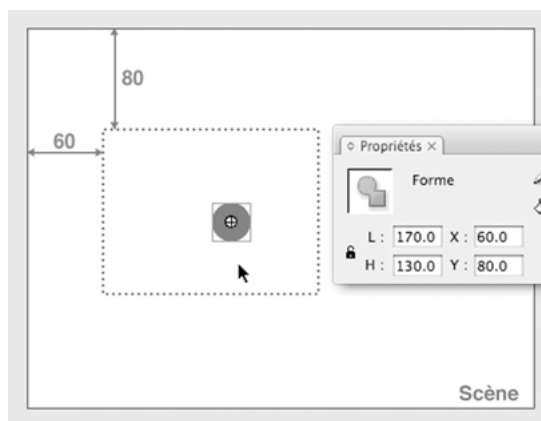 80
60
Propriétés
Forme
L : 170.0 X : 60.0
H : 130.0 Y : 80.0
Scène